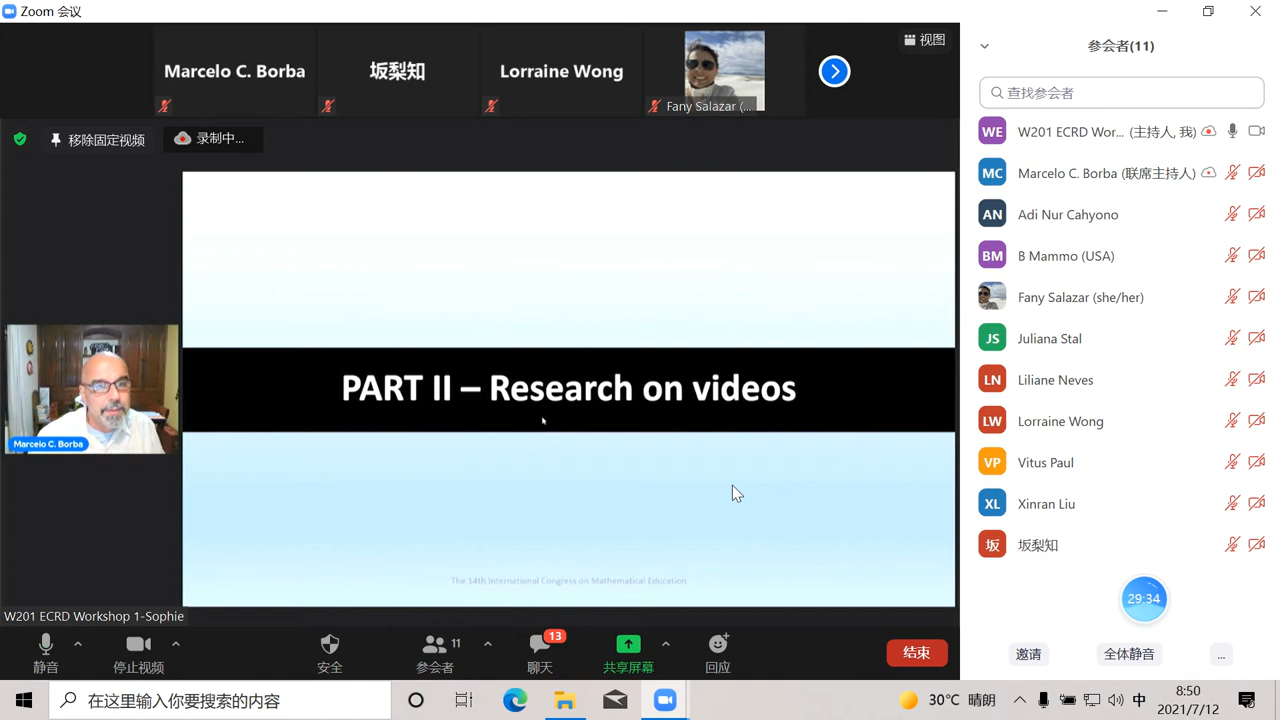 Zoom 会议
Marcelo C. Borba
坂梨知
Lorraine Wong
Fany Salazar (...
视图
移除固定视频
录制中...
PART II – Research on videos
The 14th International Congress on Mathematical Education
Marcelo C. Borba
W201 ECRD Workshop 1-Sophie
静音
停止视频
安全
11
参会者
13
聊天
共享屏幕
回应
结束
参会者(11)
查找参会者
WE W201 ECRD Wor... (主持人, 我)
MC Marcelo C. Borba (联席主持人)
AN Adi Nur Cahyono
BM B Mammo (USA)
Fany Salazar (she/her)
JS Juliana Stal
LN Liliane Neves
LW Lorraine Wong
VP Vitus Paul
XL Xinran Liu
坂 坂梨知
29:34
邀请
全体静音
...
在这里输入你要搜索的内容
30°C 晴朗
中
8:50
2021/7/12